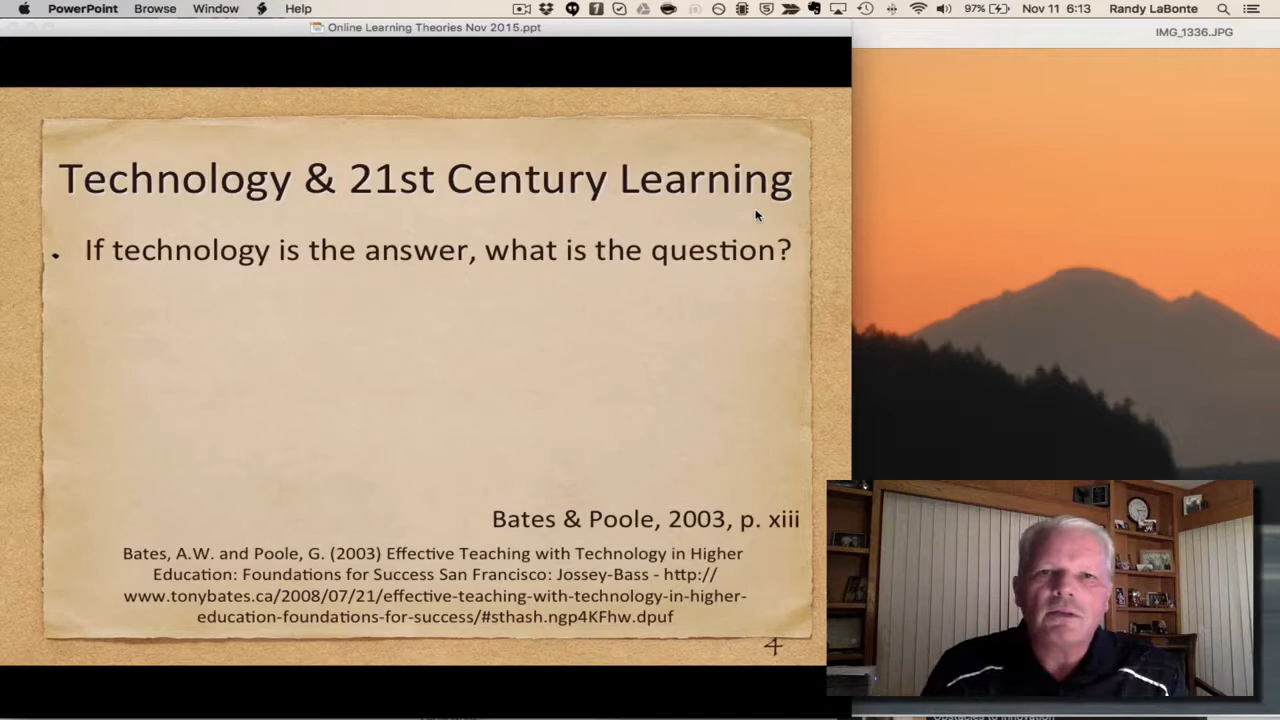 PowerPoint Browse Window Help 97% Nov 11 6:13 Randy LaBonte
Online Learning Theories Nov 2015.ppt
IMG_1336.JPG
Technology & 21st Century Learning
• If technology is the answer, what is the question?
Bates & Poole, 2003, p. xiii
Bates, A.W. and Poole, G. (2003) Effective Teaching with Technology in Higher
Education: Foundations for Success San Francisco: Jossey-Bass - http://
www.tonybates.ca/2008/07/21/effective-teaching-with-technology-in-higher-
education-foundations-for-success/#sthash.ngp4KFhw.dpuf
4
Obstacles to Innovation